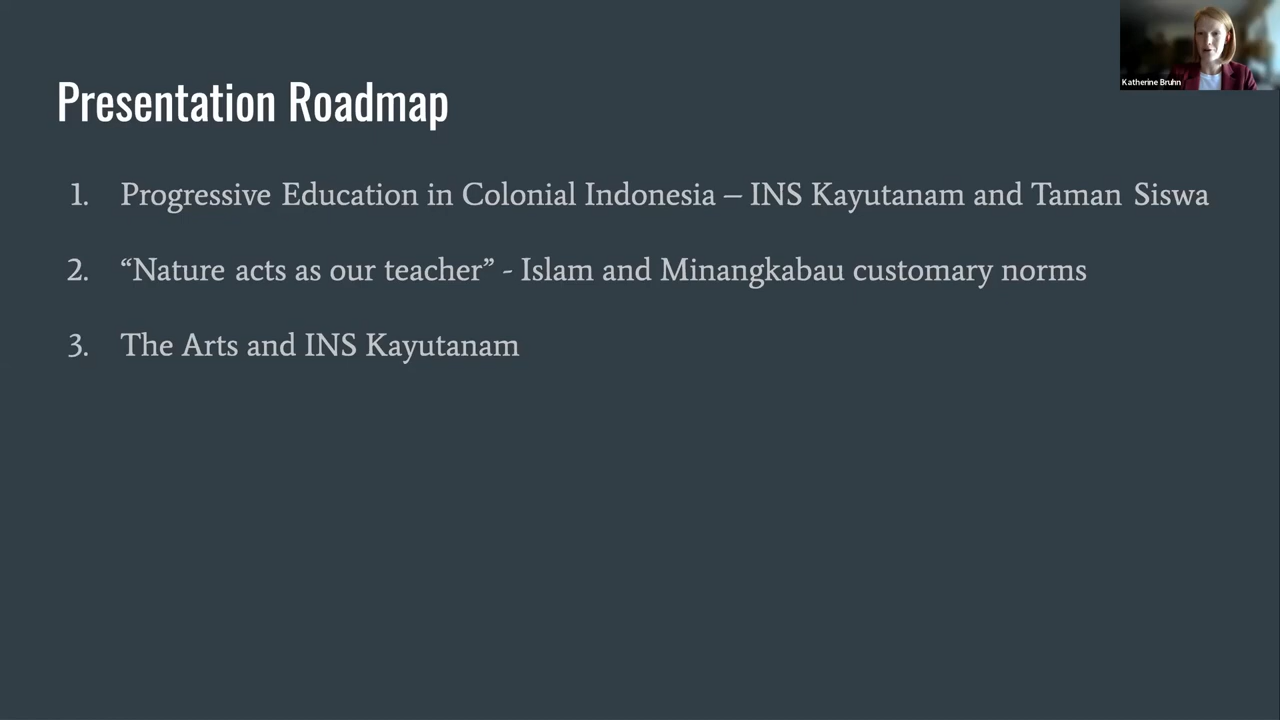 Katherine Bruhn
Presentation Roadmap
1. Progressive Education in Colonial Indonesia – INS Kayutanam and Taman Siswa
2. “Nature acts as our teacher” - Islam and Minangkabau customary norms
3. The Arts and INS Kayutanam